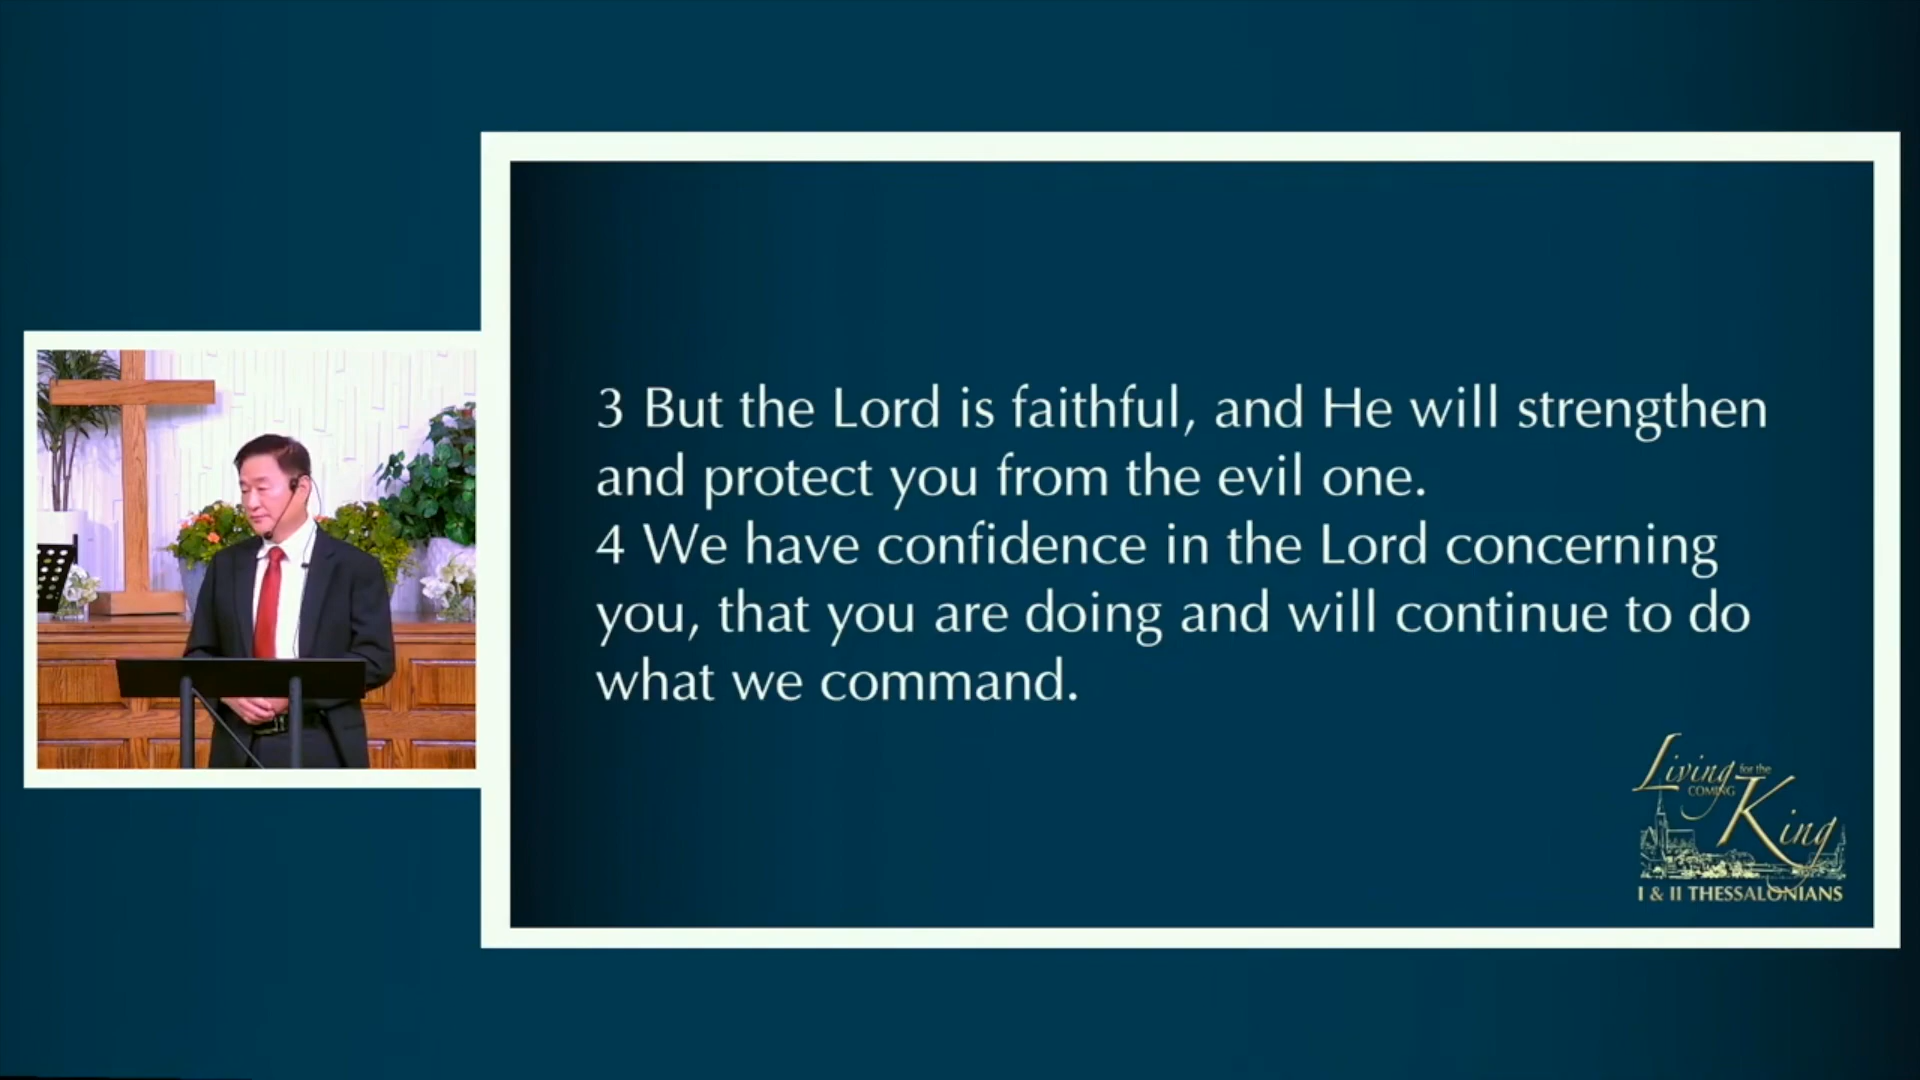 3 But the Lord is faithful, and He will strengthen
and protect you from the evil one.
4 We have confidence in the Lord concerning
you, that you are doing and will continue to do
what we command.
Living for the
COMING
King
I & II THESSALONIANS